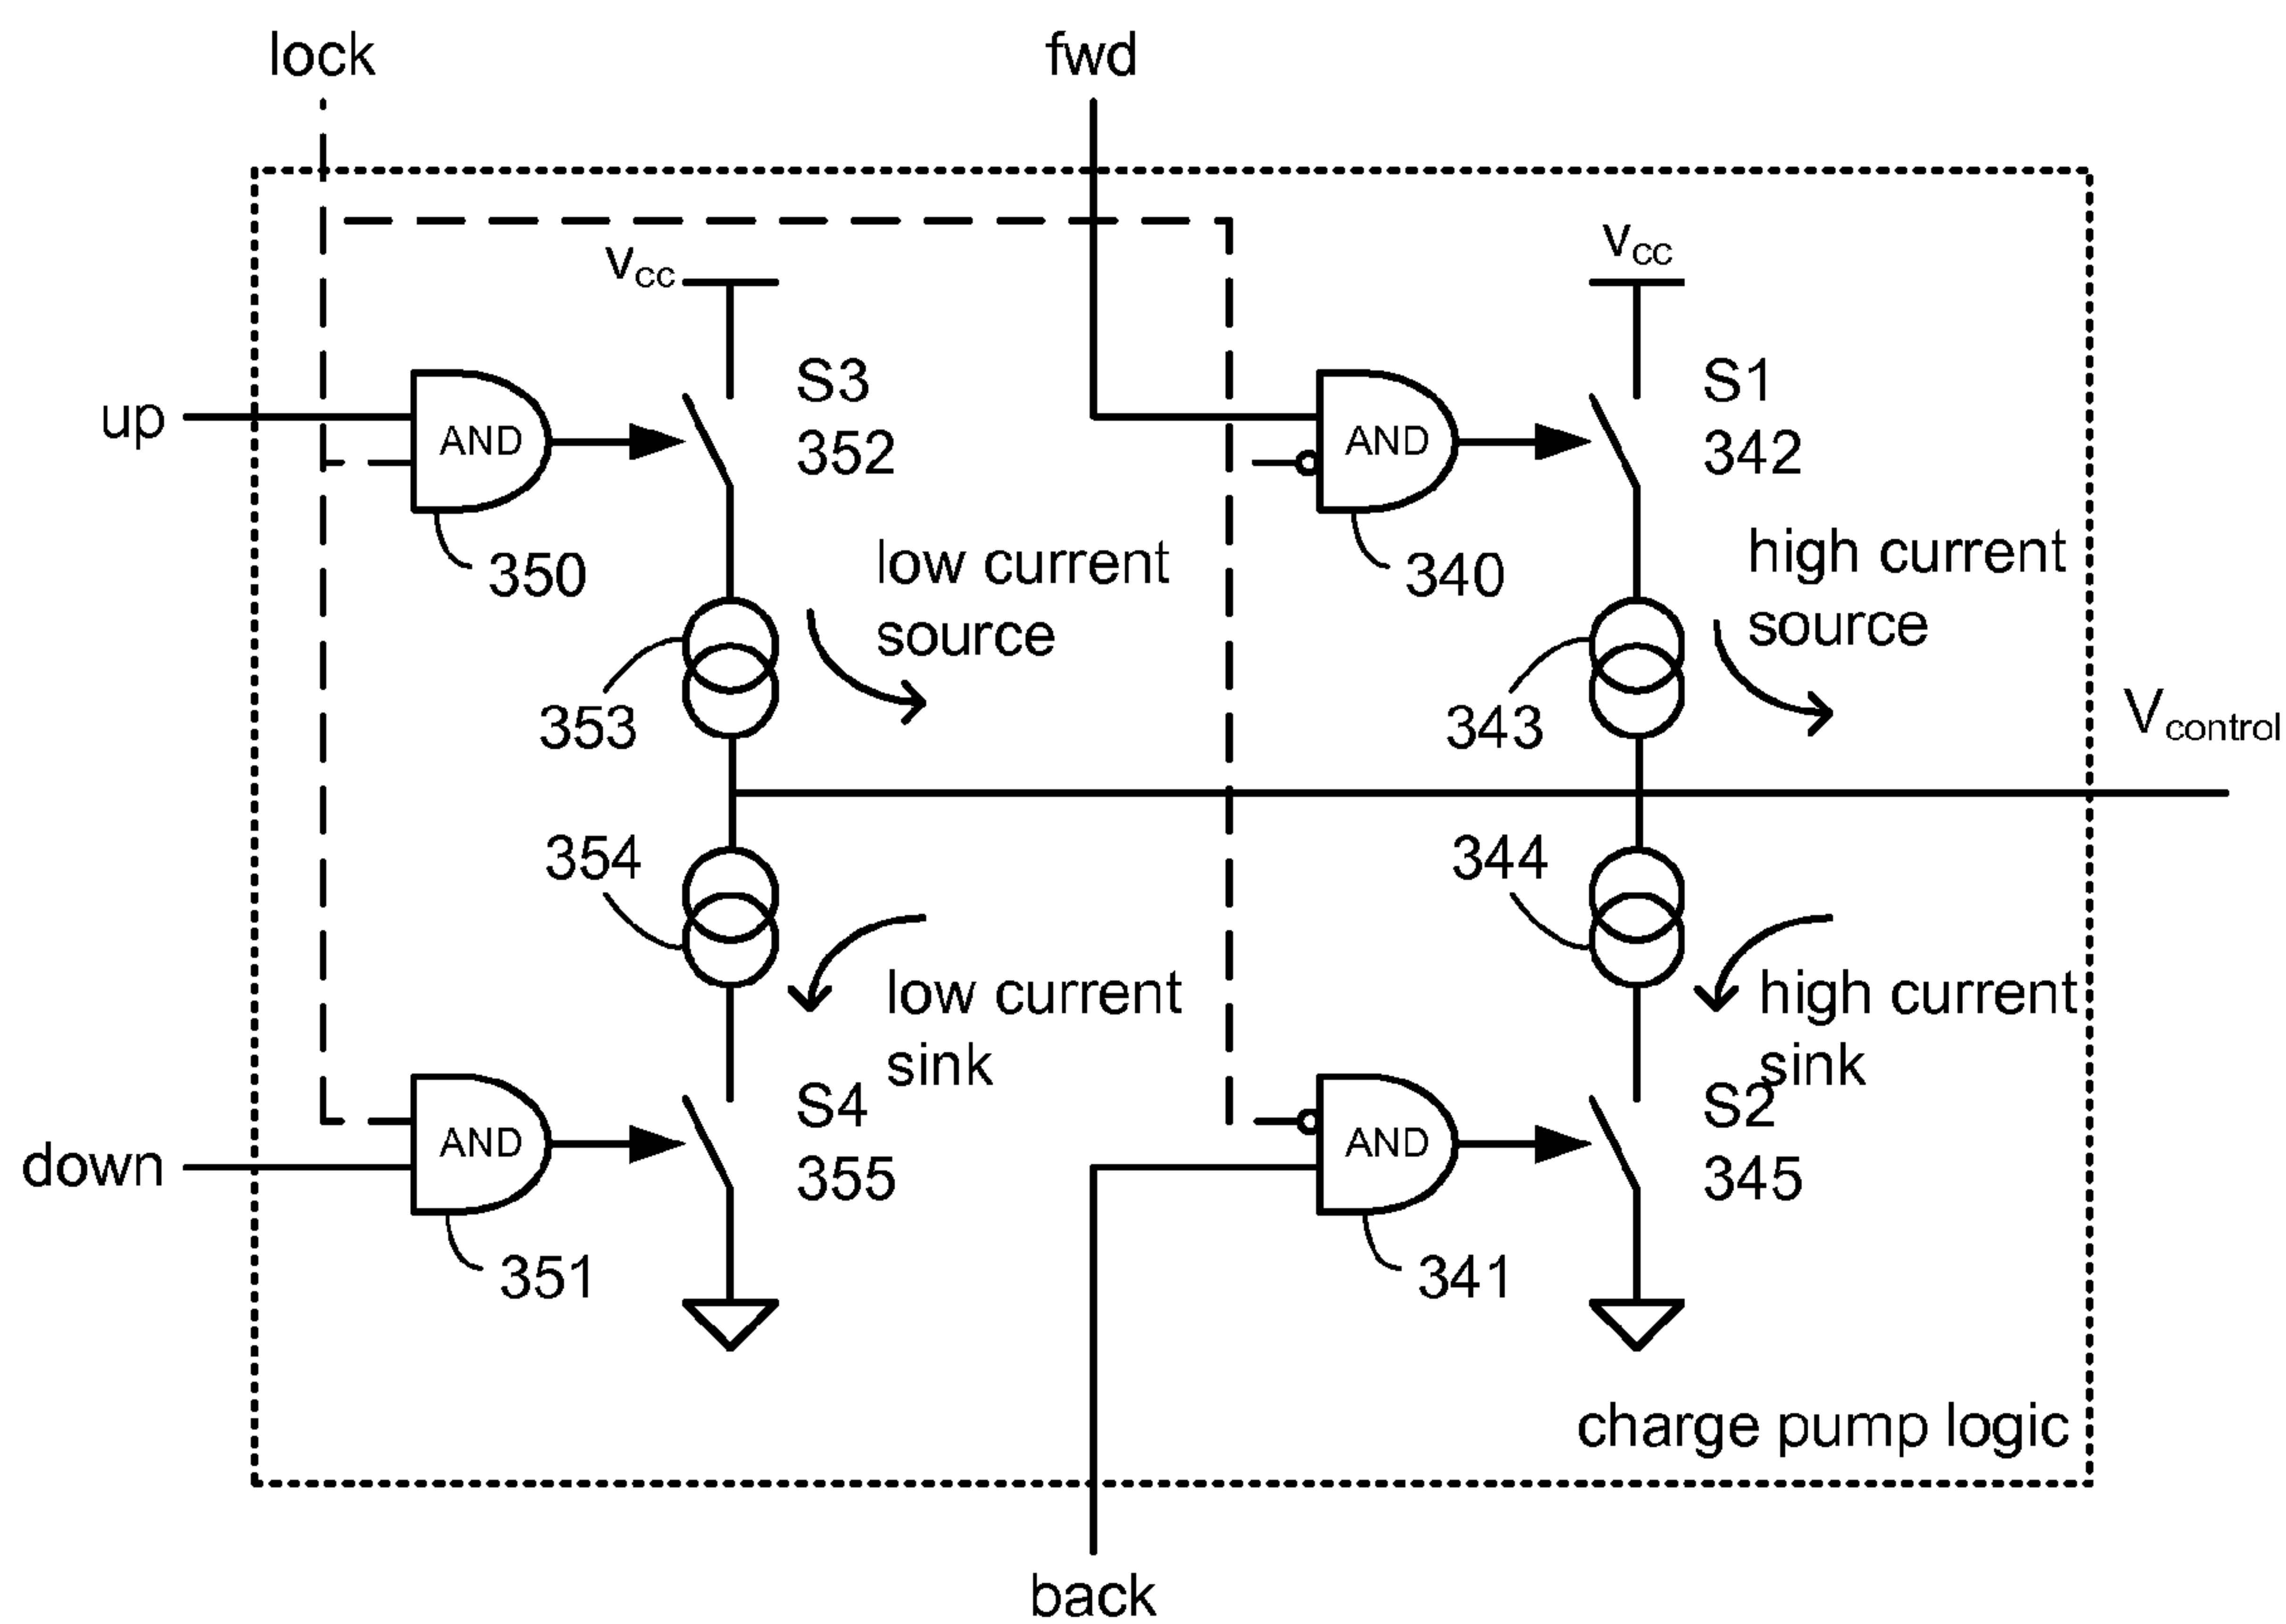 lock
fwd
vcc
vcc
up
AND
S3
352
AND
S1
342
350
low current
source
340
high current
source
353
343
Vcontrol
354
344
low current
sink
high current
sink
down
AND
S4
355
AND
S2
345
351
341
charge pump logic
back